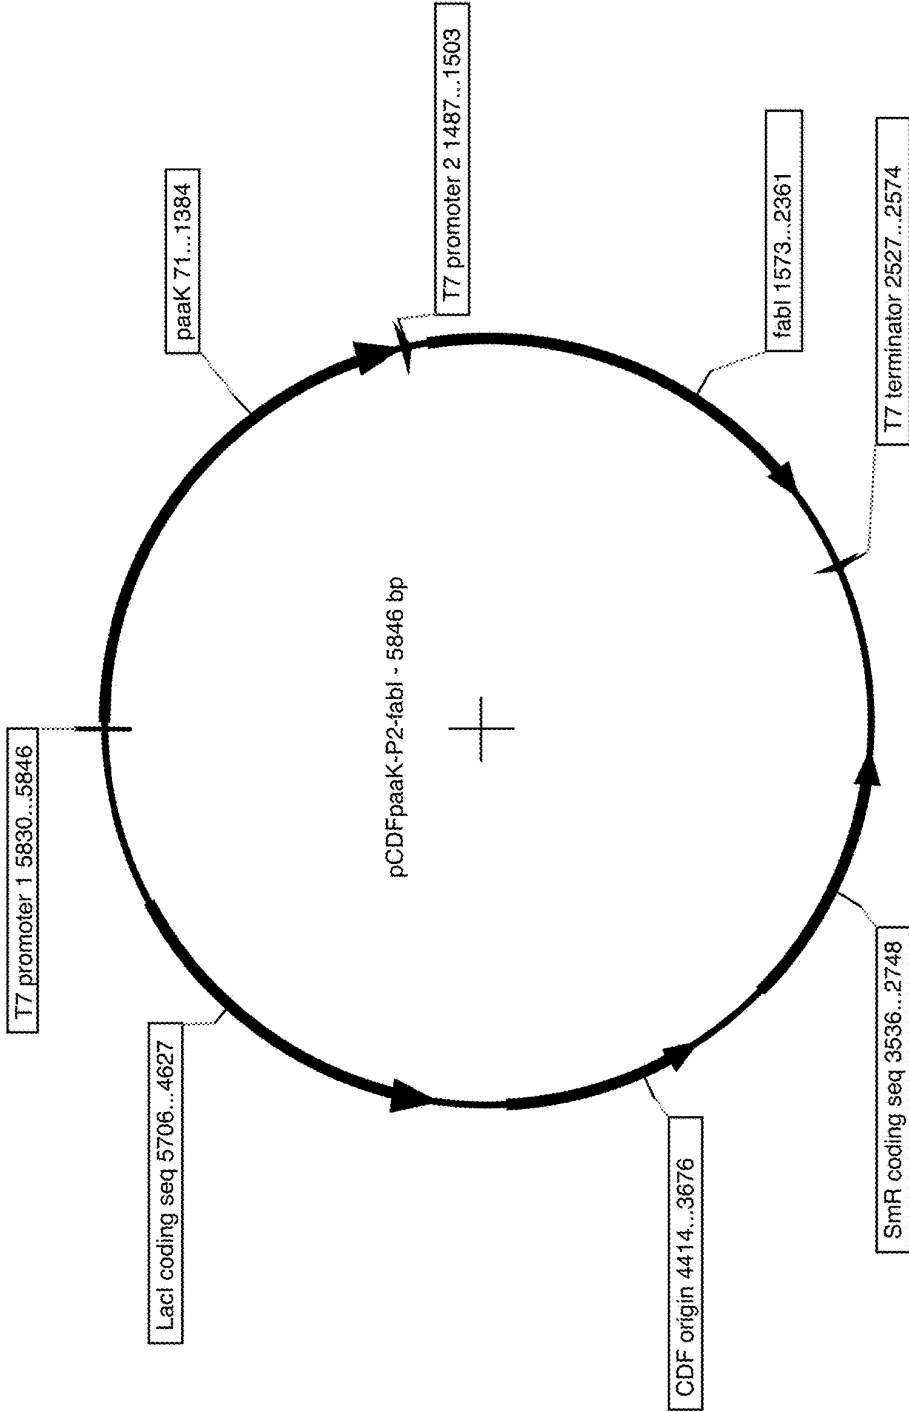 T7 promoter 1 5830...5846
paaK 71...1384
T7 promoter 2 1487...1503
fabI 1573...2361
T7 terminator 2527...2574
SmR coding seq 3536...2748
CDF origin 4414...3676
LacI coding seq 5706...4627
pCDFpaaK-P2-fabI - 5846 bp